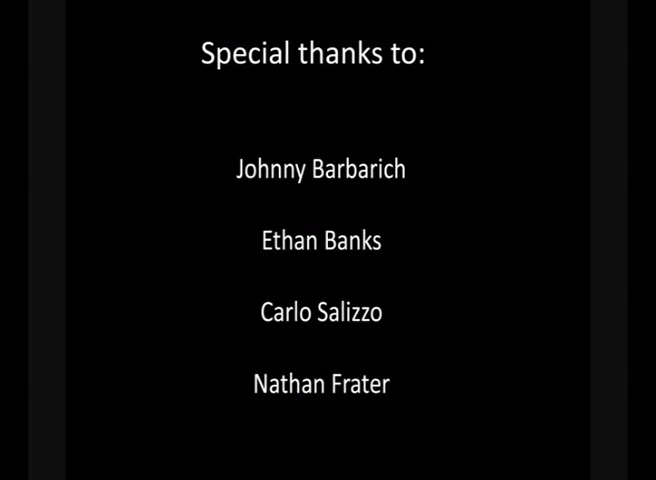 Special thanks to:
Johnny Barbarich
Ethan Banks
Carlo Salizzo
Nathan Frater